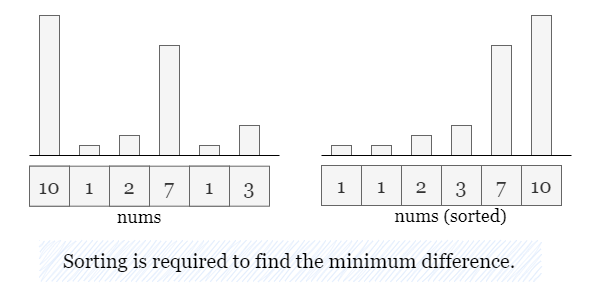 10 1 2 7 1 3
nums
1 1 2 3 7 10
nums (sorted)
Sorting is required to find the minimum difference.